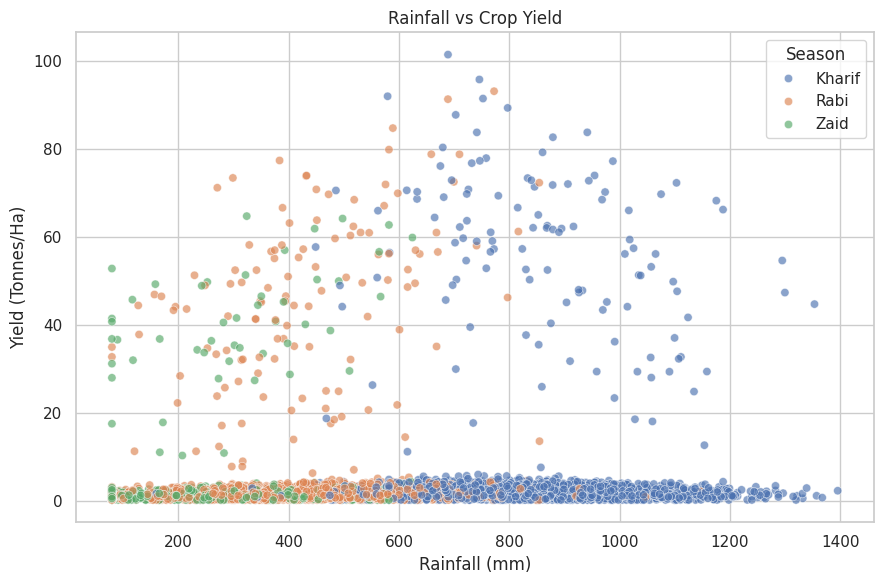 Rainfall vs Crop Yield
Season
Kharif
Rabi
Zaid
Yield (Tonnes/Ha)
100
80
60
40
20
0
200
400
600
800
1000
1200
1400
Rainfall (mm)